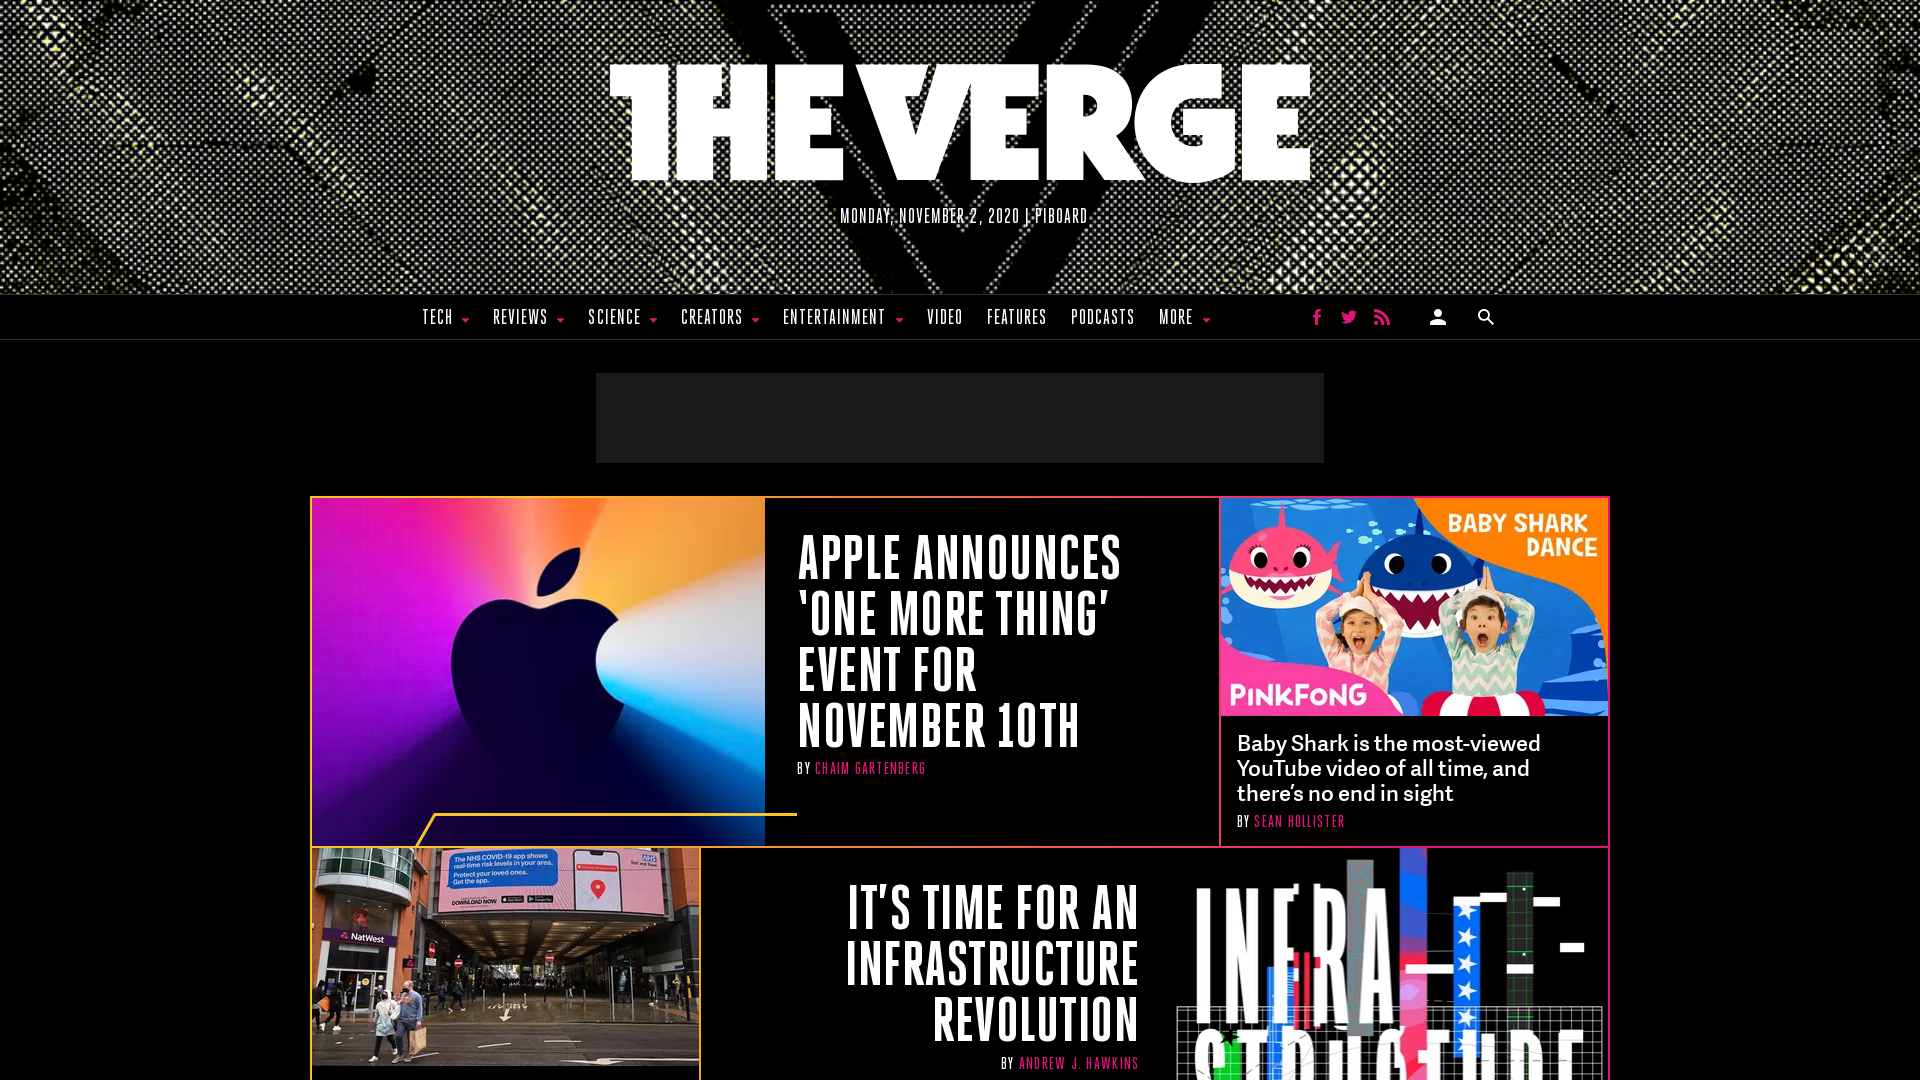 THE VERGE
MONDAY, NOVEMBER 2, 2020 | PIBOARD
TECH REVIEWS SCIENCE CREATORS ENTERTAINMENT VIDEO FEATURES PODCASTS MORE
APPLE ANNOUNCES
‘ONE MORE THING’
EVENT FOR
NOVEMBER 10TH
BY CHAIM GARTENBERG
BABY SHARK
DANCE
PINKFONG
Baby Shark is the most-viewed
YouTube video of all time, and
there’s no end in sight
BY SEAN HOLLISTER
The NHS COVID-19 app shows
real-time risk levels in your area.
Protect your loved ones.
Get the app.
DOWNLOAD NOW
NHS
NatWest
IT’S TIME FOR AN
INFRASTRUCTURE
REVOLUTION
BY ANDREW J. HAWKINS
INFRA
STRUCTURE